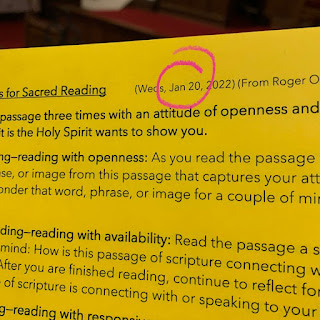 s for Sacred Reading (Weds, Jan 20, 2022) (From Roger O
passage three times with an attitude of openness and
it is the Holy Spirit wants to show you.
ng–reading with openness: As you read the passage
se, or image from this passage that captures your att
onder that word, phrase, or image for a couple of min
ding–reading with availability: Read the passage a s
mind: How is this passage of scripture connecting w
After you are finished reading, continue to reflect for
of scripture is connecting with or speaking to your
ng–reading with responsiv